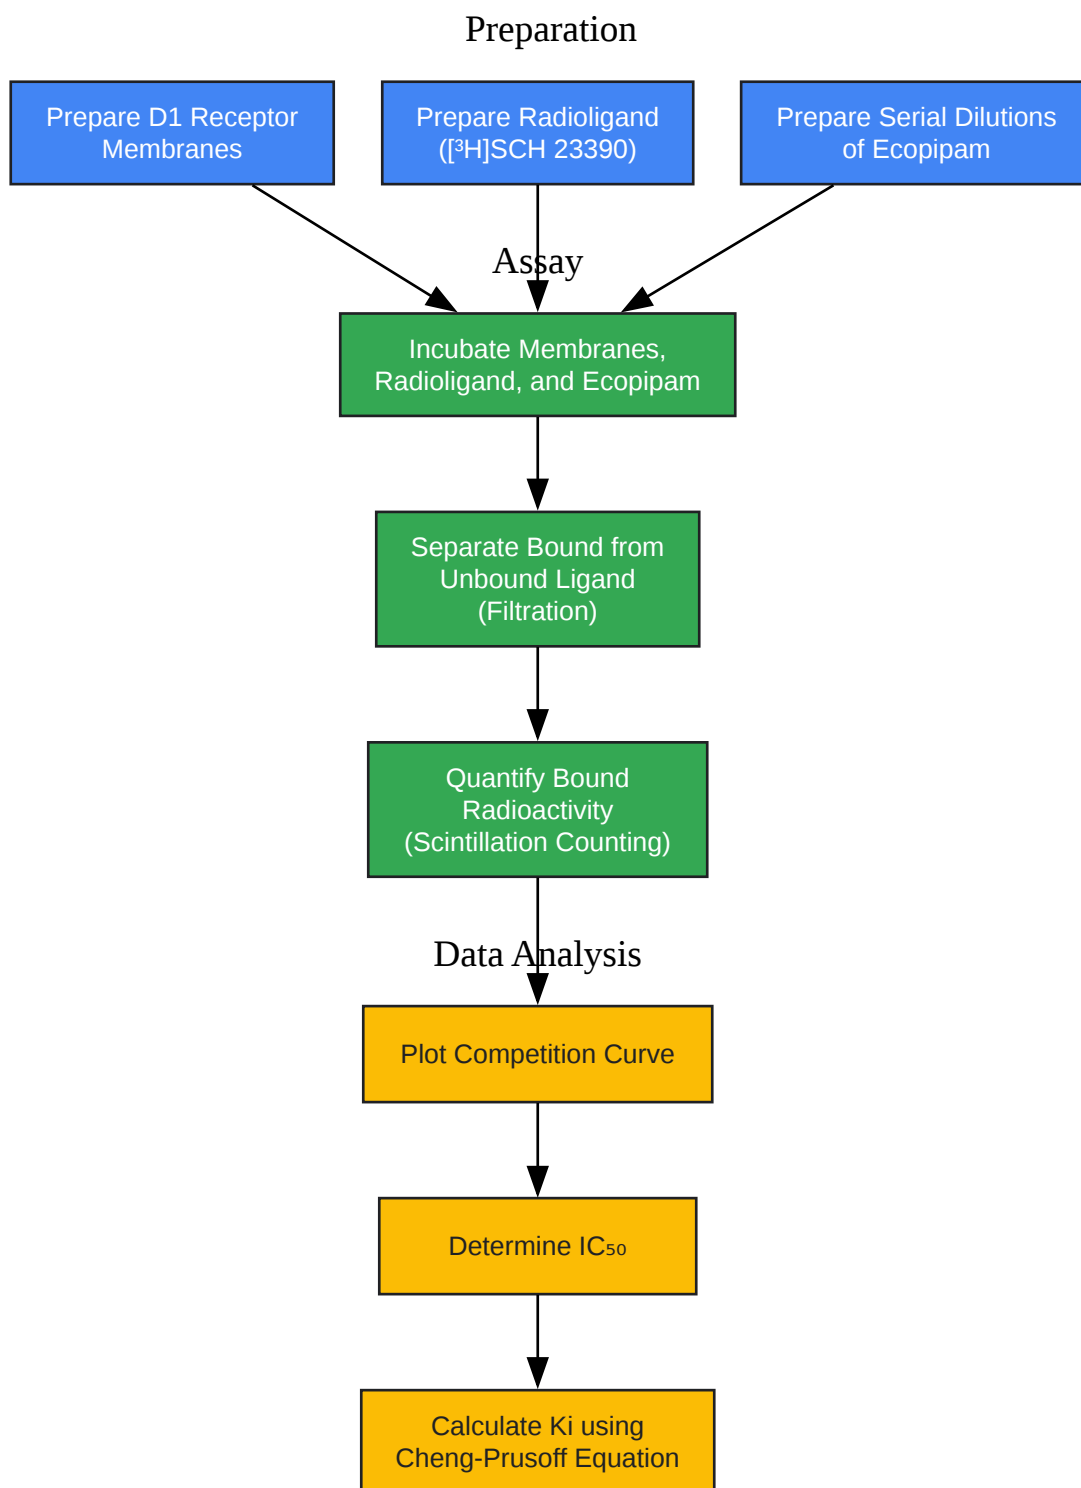 Preparation
Prepare D1 Receptor
Membranes
Prepare Radioligand
([³H]SCH 23390)
Prepare Serial Dilutions
of Ecopipam
Assay
Incubate Membranes,
Radioligand, and Ecopipam
Separate Bound from
Unbound Ligand
(Filtration)
Quantify Bound
Radioactivity
(Scintillation Counting)
Data Analysis
Plot Competition Curve
Determine IC₅₀
Calculate Ki using
Cheng-Prusoff Equation